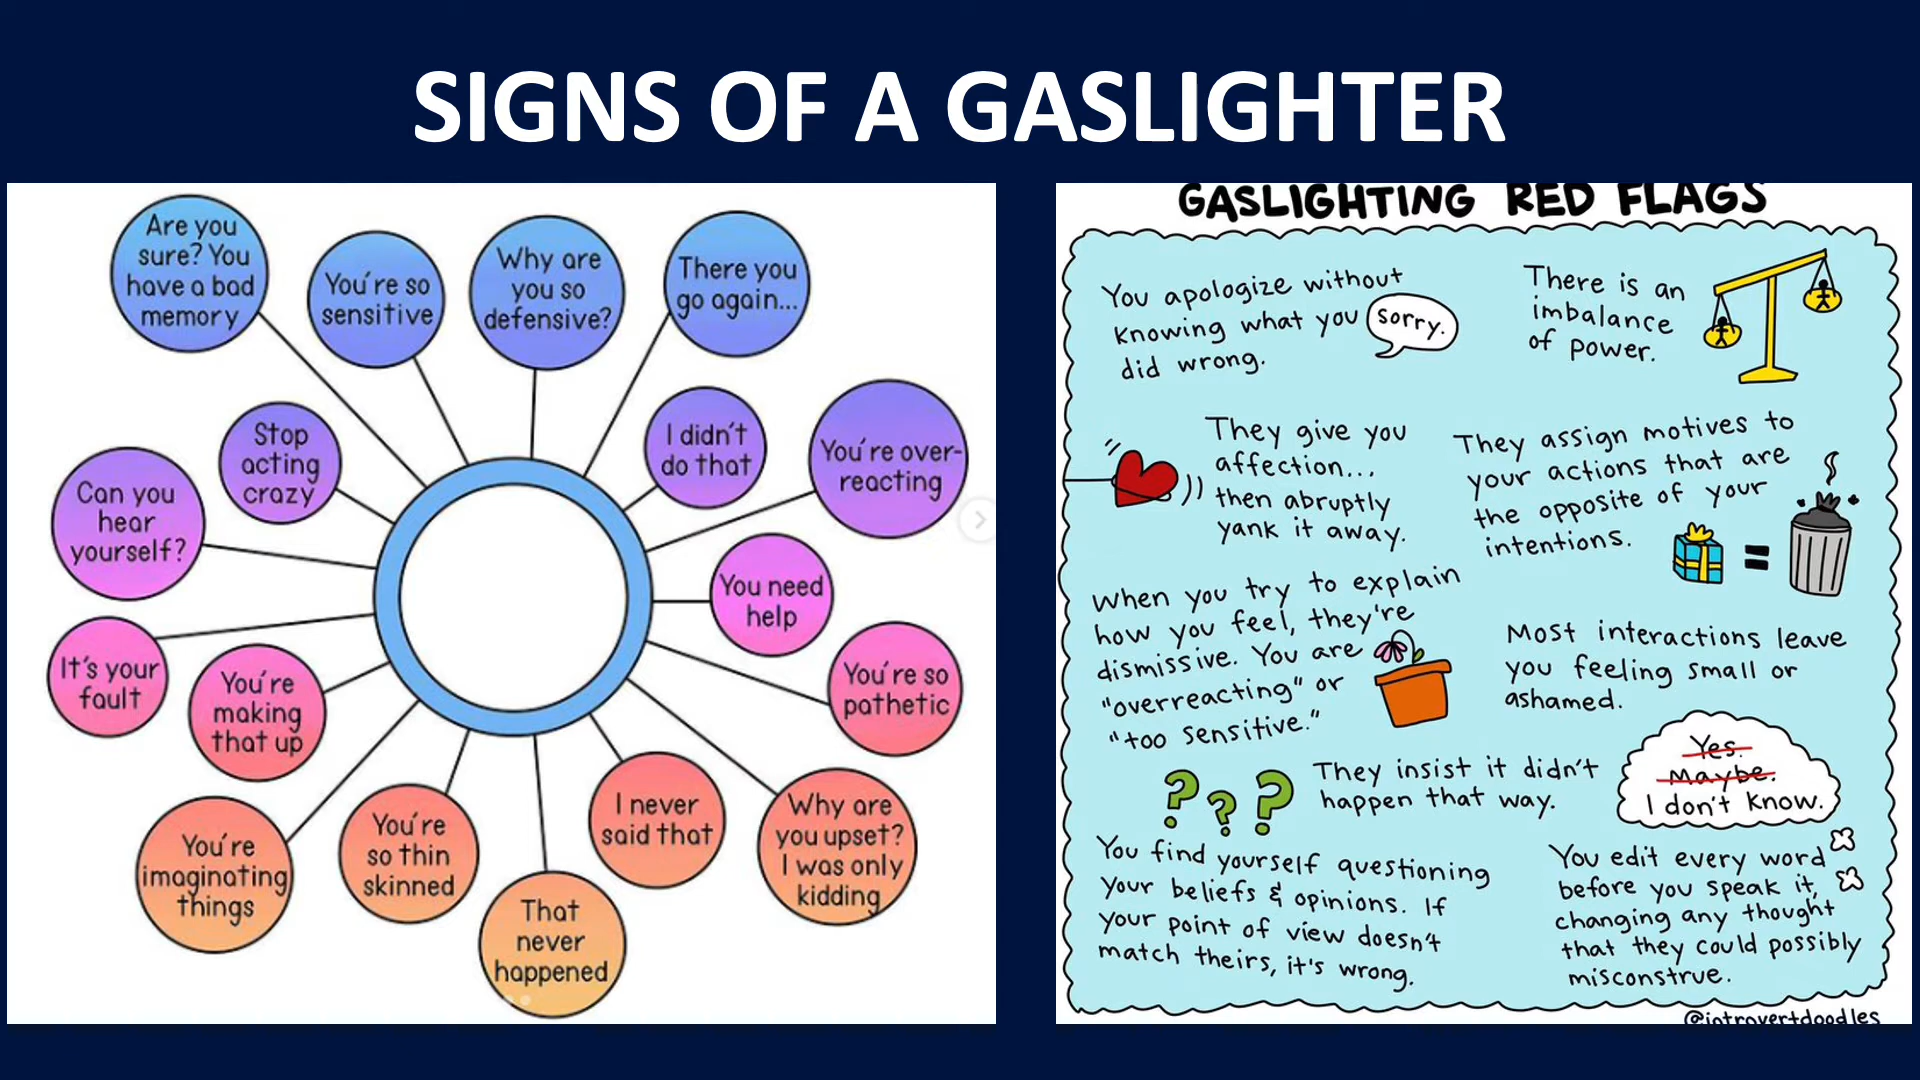 SIGNS OF A GASLIGHTER
Are you
sure? You
have a bad
memory
You're so
sensitive
Why are
you so
defensive?
There you
go again...
Stop
acting
crazy
I didn't
do that
You're over-
reacting
Can you
hear
yourself?
You need
help
It's your
fault
You're
making
that up
You're so
pathetic
You're
imaginating
things
You're
so thin
skinned
That
never
happened
I never
said that
Why are
you upset?
I was only
kidding
GASLIGHTING RED FLAGS
You apologize without
knowing what you
did wrong.
sorry.
There is an
imbalance
of power.
They give you
affection...
then abruptly
yank it away.
They assign motives to
your actions that are
the opposite of your
intentions.
=
When you try to explain
how you feel, they're
dismissive. You are
"overreacting" or
"too sensitive."
Most interactions leave
you feeling small or
ashamed.
???
They insist it didn't
happen that way.
Yes.
Maybe.
I don't know.
You find yourself questioning
your beliefs & opinions. If
your point of view doesn't
match theirs, it's wrong.
You edit every word
before you speak it,
changing any thought
that they could possibly
misconstrue.
@introvertdoodles